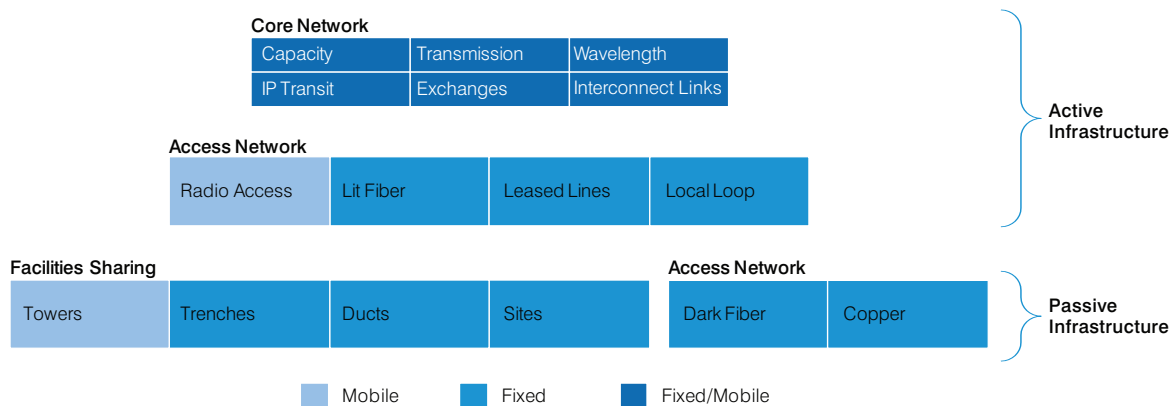 Core Network
Capacity Transmission Wavelength
IP Transit Exchanges Interconnect Links
Active
Infrastructure
Access Network
Radio Access Lit Fiber Leased Lines Local Loop
Facilities Sharing Access Network
Towers Trenches Ducts Sites Dark Fiber Copper
Passive
Infrastructure
Mobile Fixed Fixed/Mobile